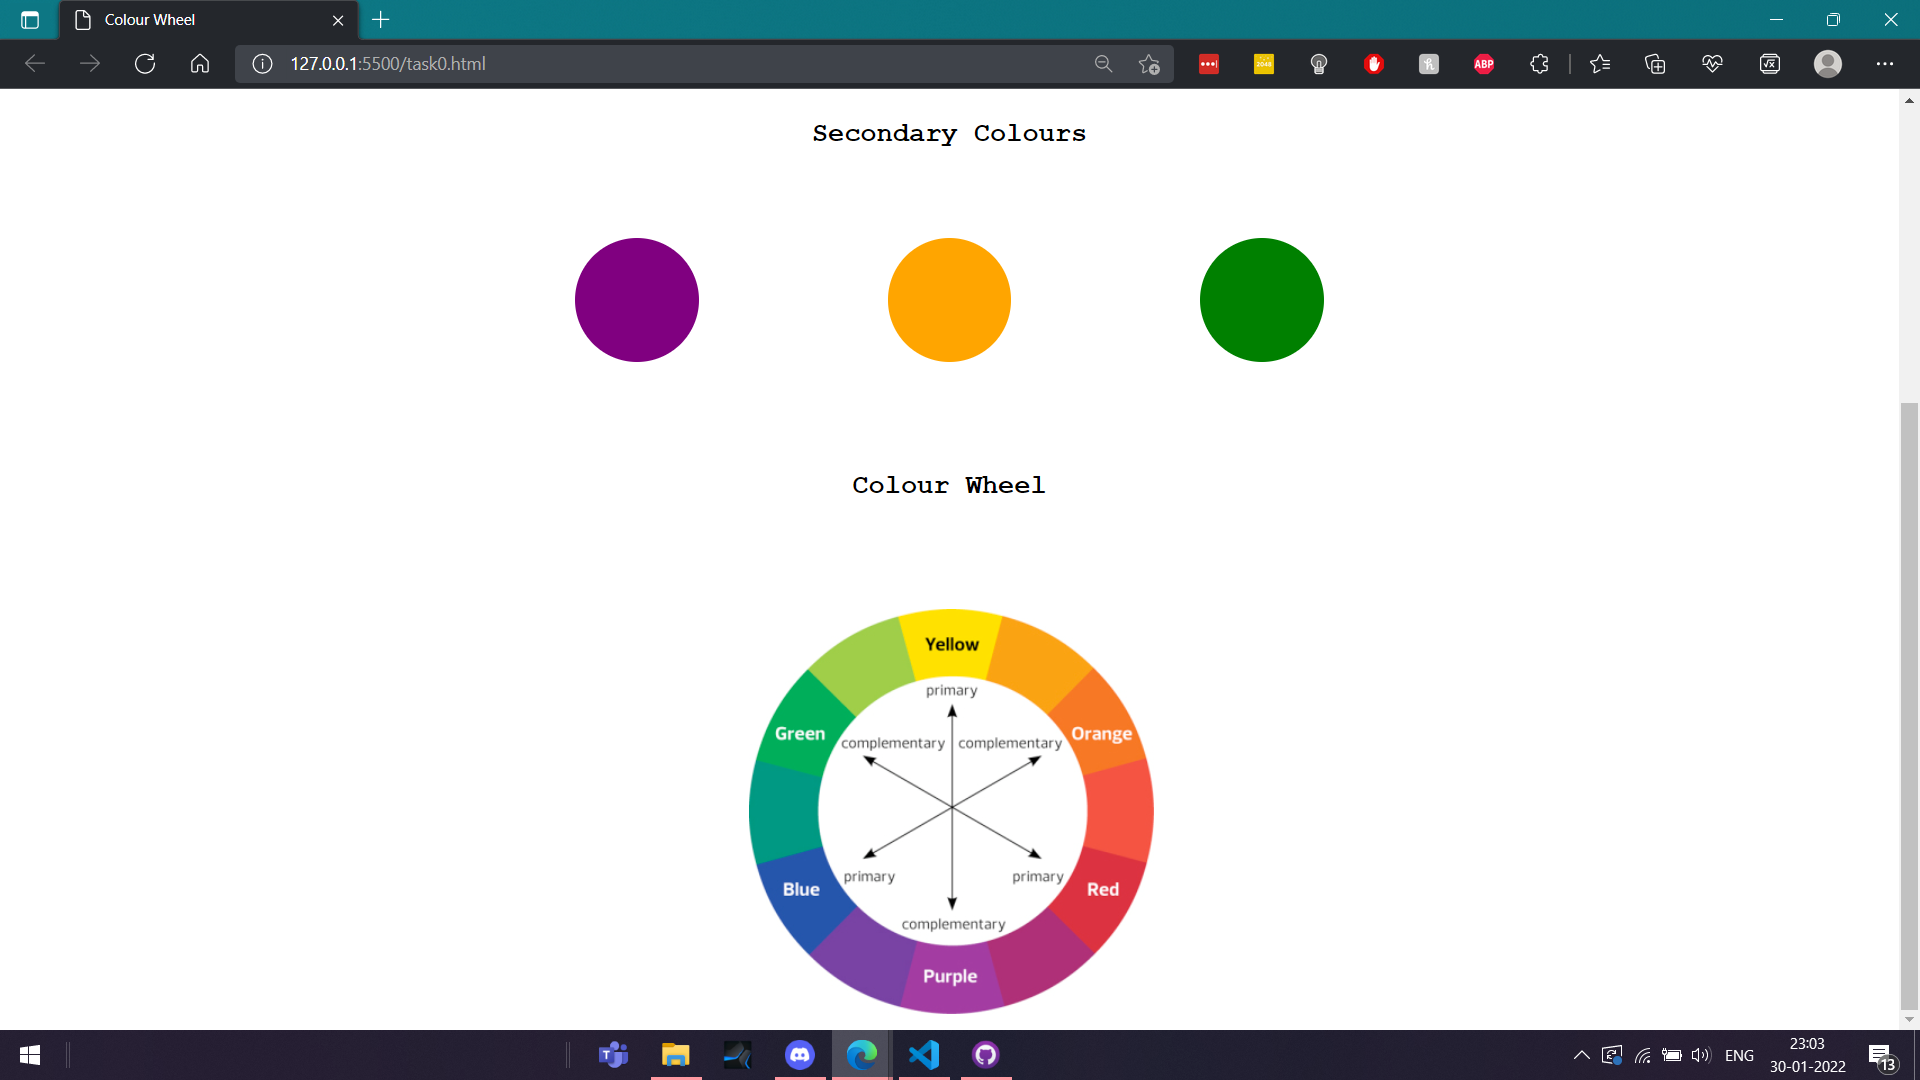 Colour Wheel
127.0.0.1:5500/task0.html
2048
ABP
Secondary Colours
Colour Wheel
Yellow
primary
Green
Orange
complementary
complementary
primary
primary
Blue
Red
complementary
Purple
ENG
23:03
30-01-2022
13